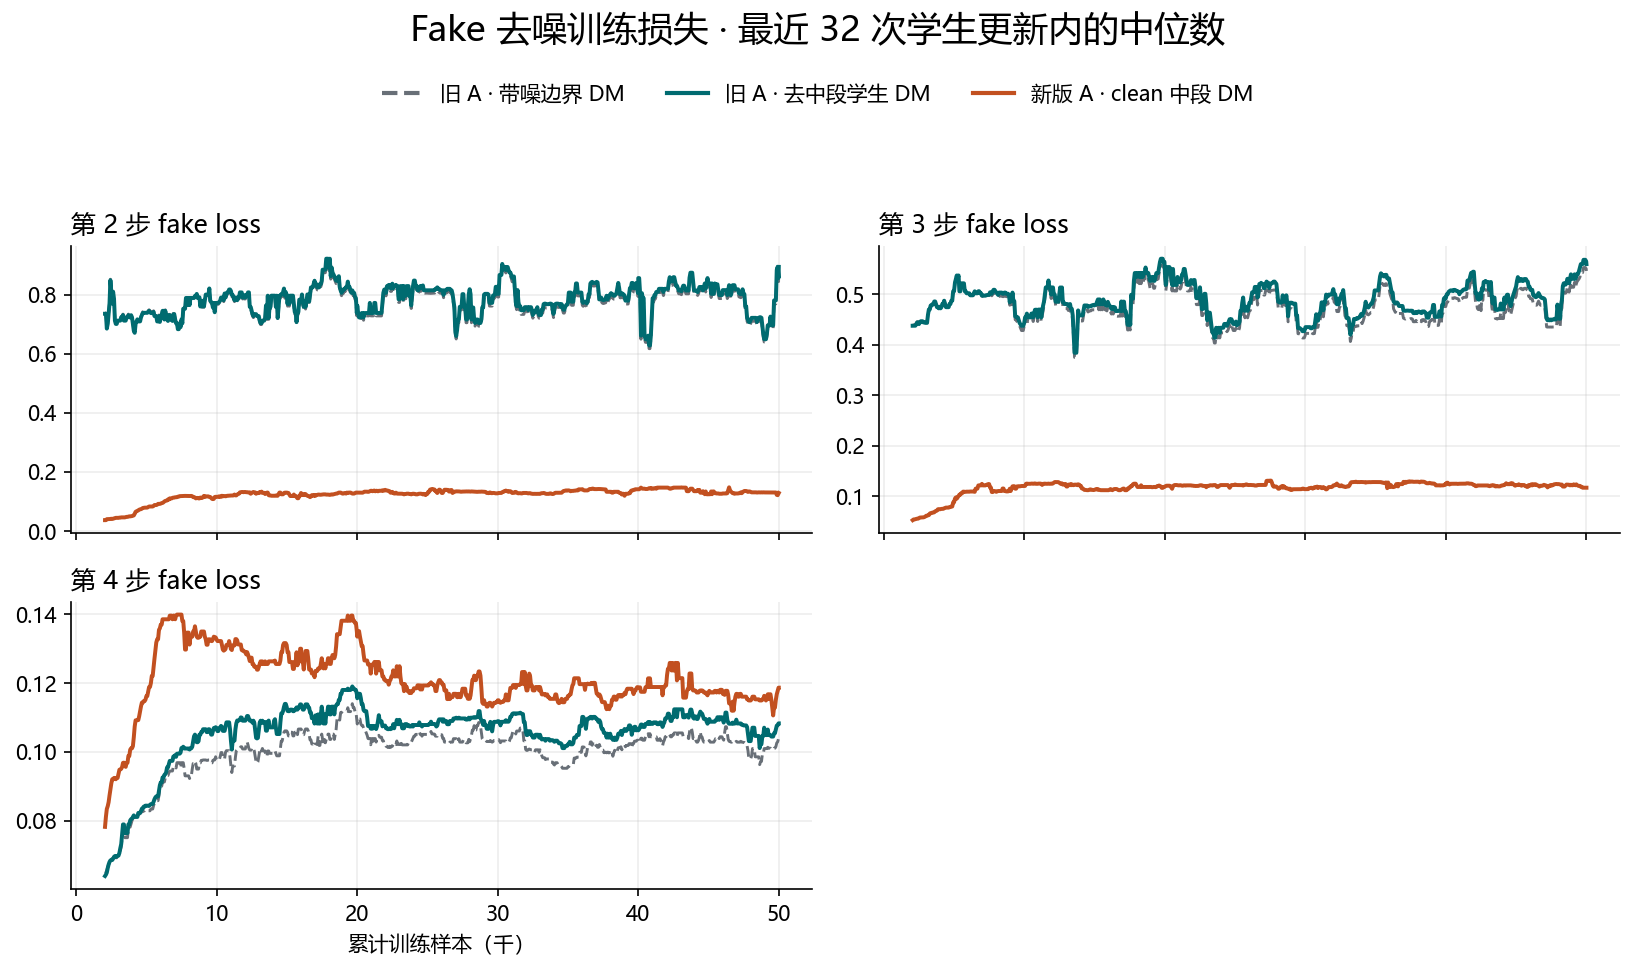 Fake 去噪训练损失 · 最近 32 次学生更新内的中位数
旧 A · 带噪边界 DM
旧 A · 去中段学生 DM
新版 A · clean 中段 DM
第 2 步 fake loss
0.8
0.6
0.4
0.2
0.0
第 3 步 fake loss
0.5
0.4
0.3
0.2
0.1
第 4 步 fake loss
0.14
0.12
0.10
0.08
0 10 20 30 40 50
累计训练样本（千）